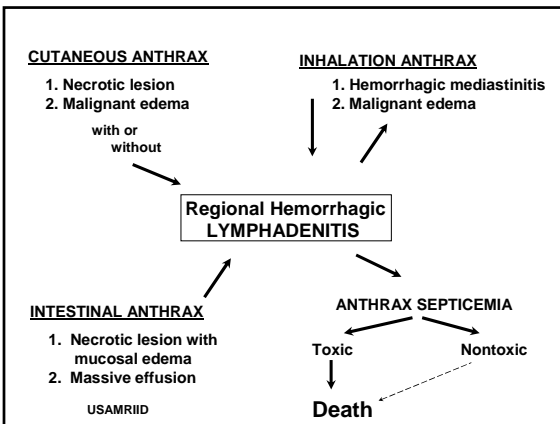 CUTANEOUS ANTHRAX
1. Necrotic lesion
2. Malignant edema
with or
without
INHALATION ANTHRAX
1. Hemorrhagic mediastinitis
2. Malignant edema
Regional Hemorrhagic
LYMPHADENITIS
INTESTINAL ANTHRAX
1. Necrotic lesion with
mucosal edema
2. Massive effusion
USAMRIID
ANTHRAX SEPTICEMIA
Toxic
Nontoxic
Death